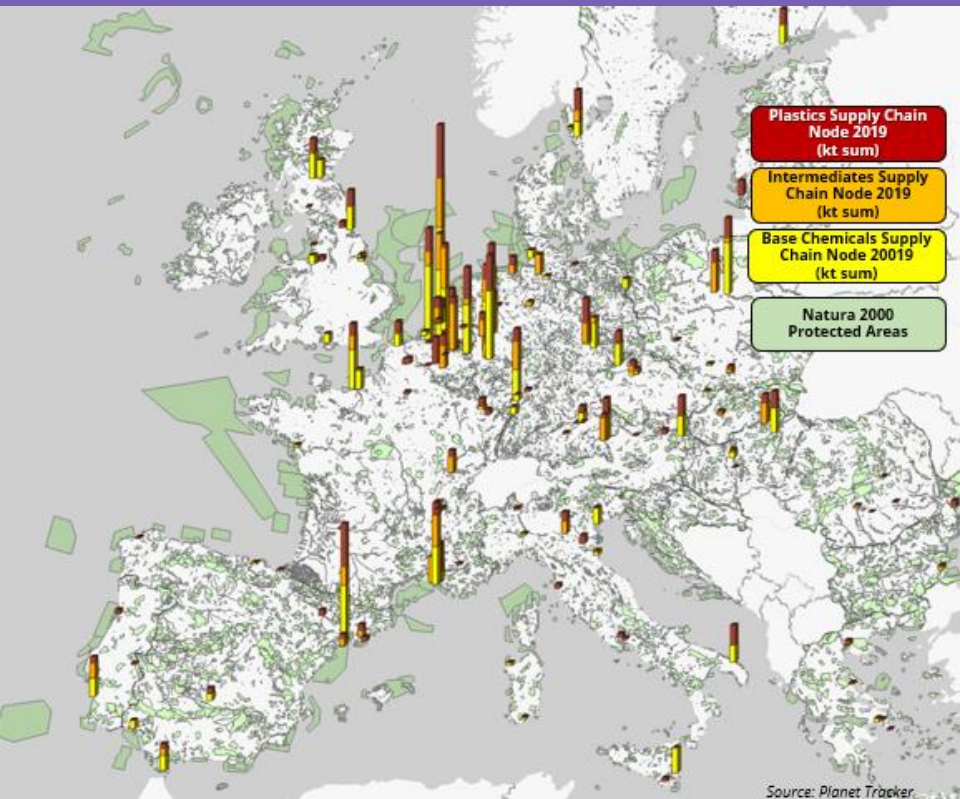 Plastics Supply Chain
Node 2019
(kt sum)
Intermediates Supply
Chain Node 2019
(kt sum)
Base Chemicals Supply
Chain Node 20019
(kt sum)
Natura 2000
Protected Areas
Source: Planet Tracker